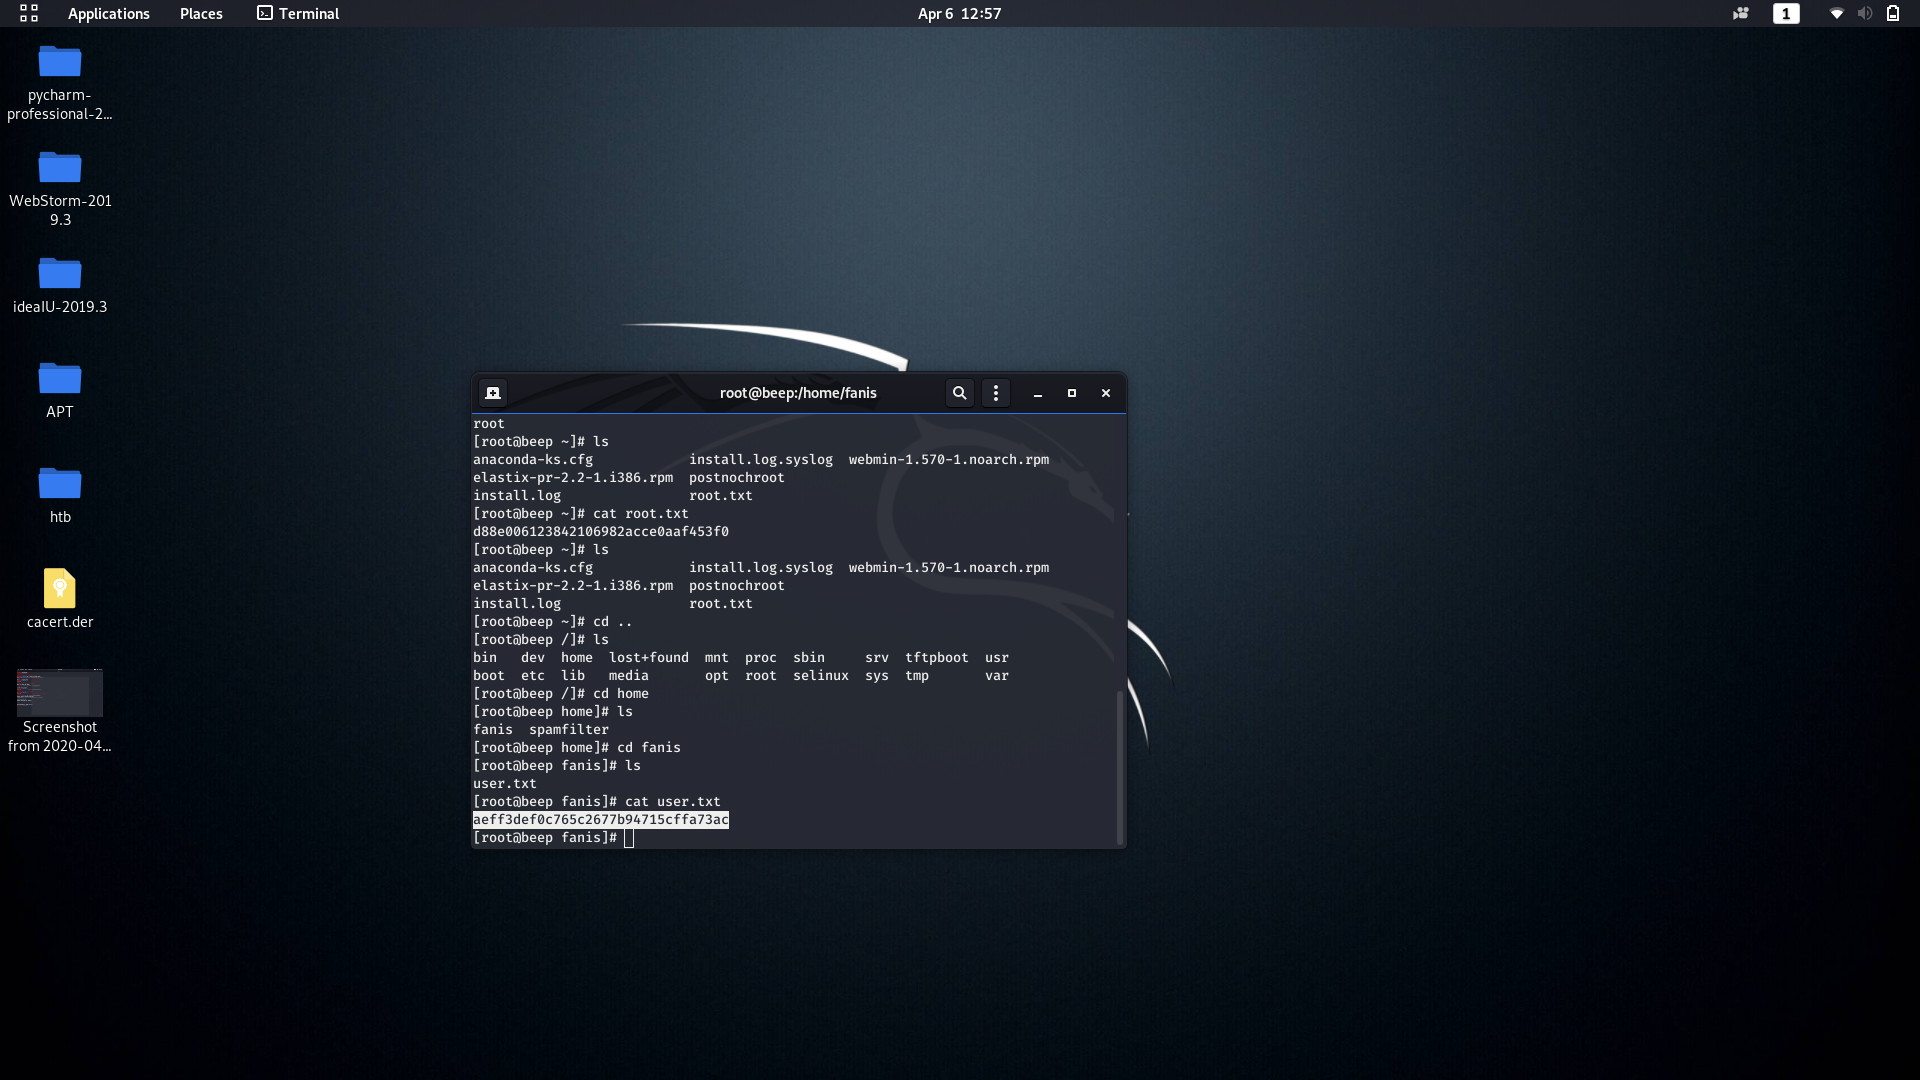 Applications Places Terminal Apr 6 12:57 1
pycharm-
professional-2...
WebStorm-201
9.3
ideaIU-2019.3
APT
htb
cacert.der
Screenshot
from 2020-04...
root@beep:/home/fanis
root
[root@beep ~]# ls
anaconda-ks.cfg            install.log.syslog  webmin-1.570-1.noarch.rpm
elastix-pr-2.2-1.i386.rpm  postnochroot
install.log                root.txt
[root@beep ~]# cat root.txt
d88e006123842106982acce0aaf453f0
[root@beep ~]# ls
anaconda-ks.cfg            install.log.syslog  webmin-1.570-1.noarch.rpm
elastix-pr-2.2-1.i386.rpm  postnochroot
install.log                root.txt
[root@beep ~]# cd ..
[root@beep /]# ls
bin   dev  home  lost+found  mnt  proc  sbin     srv  tftpboot  usr
boot  etc  lib  media       opt  root  selinux  sys  tmp       var
[root@beep /]# cd home
[root@beep home]# ls
fanis  spamfilter
[root@beep home]# cd fanis
[root@beep fanis]# ls
user.txt
[root@beep fanis]# cat user.txt
aeff3def0c765c2677b94715cffa73ac
[root@beep fanis]#